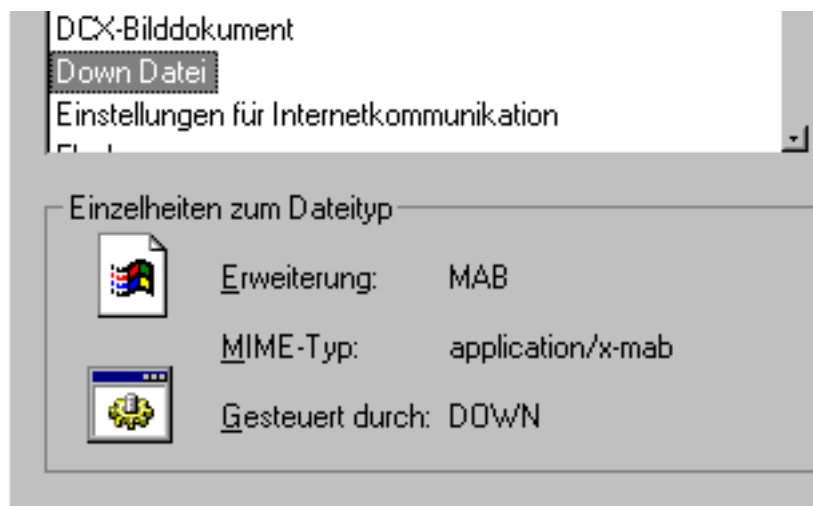 DCX-Bilddokument
Down Datei
Einstellungen für Internetkommunikation
Einzelheiten zum Dateityp
Erweiterung: MAB
MIME-Typ: application/x-mab
Gesteuert durch: DOWN